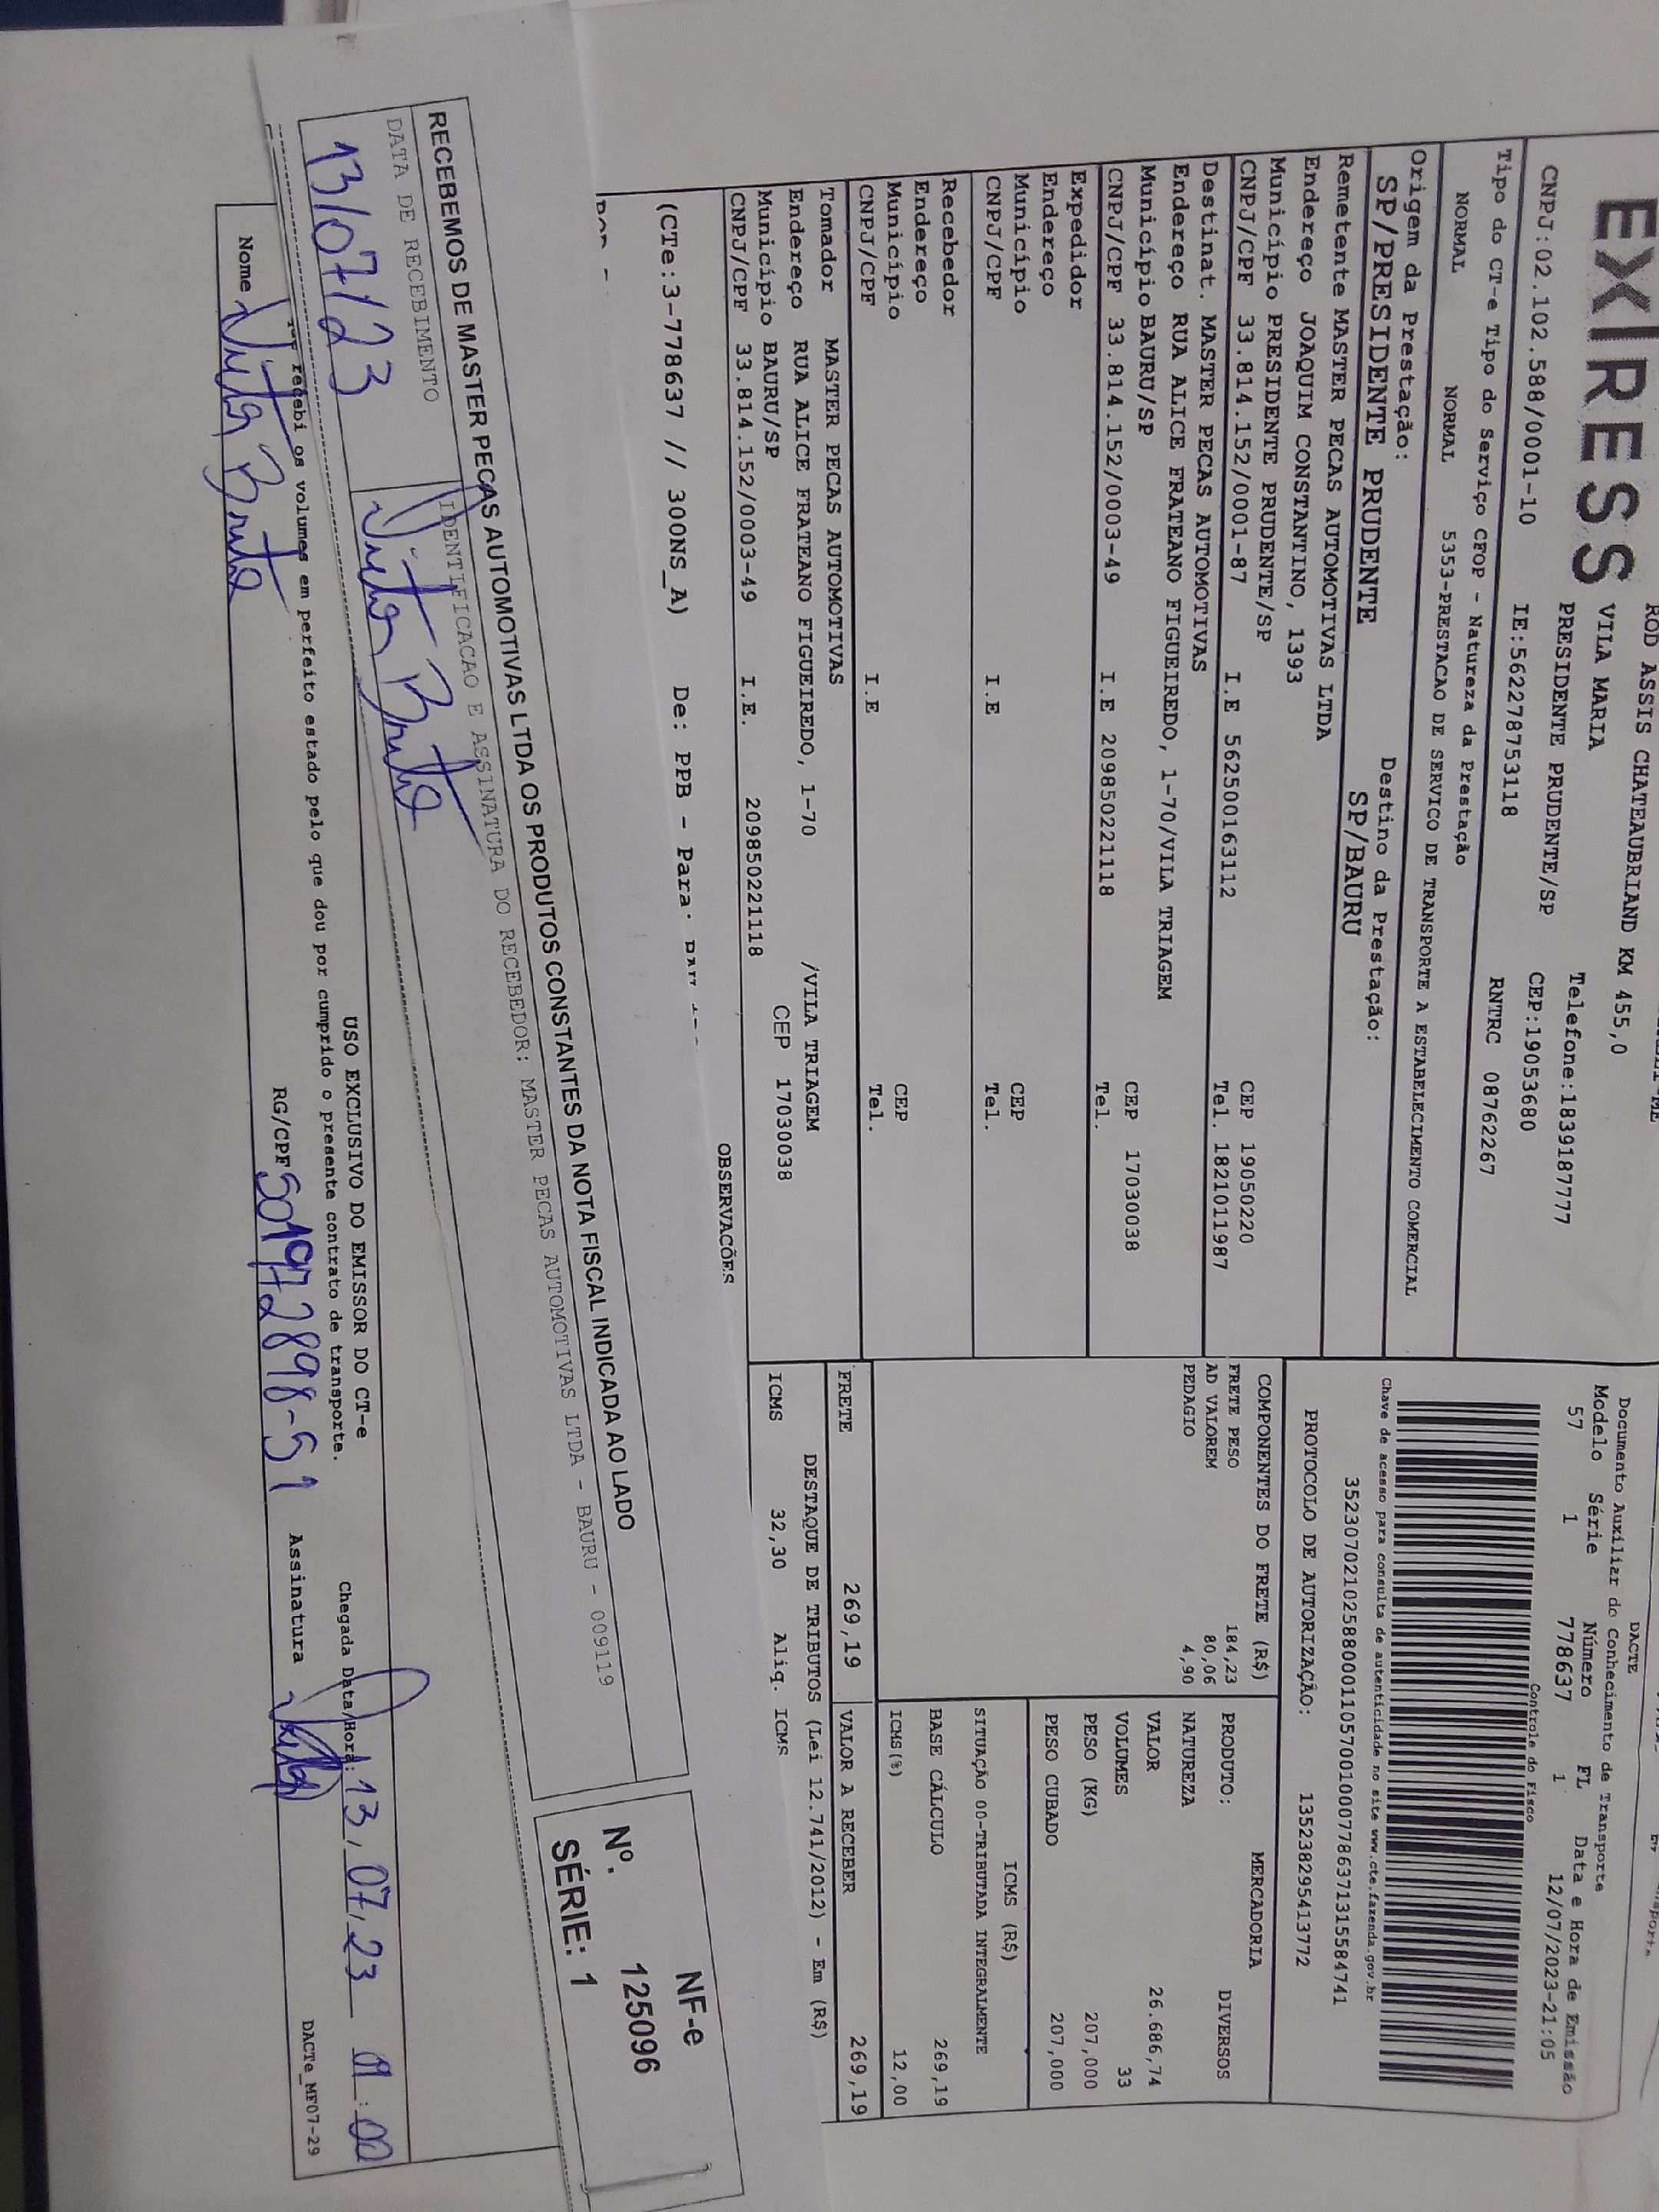 EXPRESS
ROD ASSIS CHATEAUBRIAND KM 455,0
VILA MARIA
PRESIDENTE PRUDENTE/SP
Telefone:1839187777
CNPJ:02.102.588/0001-10
IE:562278753118
CEP:19053680
RNTRC 08762267
Tipo do CT-e Tipo do Serviço CFOP - Natureza da Prestação
NORMAL NORMAL 5353-PRESTACAO DE SERVICO DE TRANSPORTE A ESTABELECIMENTO COMERCIAL
Origem da Prestação: Destino da Prestação:
SP/PRESIDENTE PRUDENTE SP/BAURU
Remetente MASTER PECAS AUTOMOTIVAS LTDA
Endereço JOAQUIM CONSTANTINO, 1393
Município PRESIDENTE PRUDENTE/SP CEP 19050220
CNPJ/CPF 33.814.152/0001-87 I.E 562500163112 Tel. 1821011987
Destinat. MASTER PECAS AUTOMOTIVAS
Endereço RUA ALICE FRATEANO FIGUEIREDO, 1-70/VILA TRIAGEM
Município BAURU/SP CEP 17030038
CNPJ/CPF 33.814.152/0003-49 I.E 209850221118 Tel.
Expedidor
Endereço
Município CEP
CNPJ/CPF I.E Tel.
Recebedor
Endereço
Município CEP
CNPJ/CPF I.E Tel.
Tomador MASTER PECAS AUTOMOTIVAS
Endereço RUA ALICE FRATEANO FIGUEIREDO, 1-70 /VILA TRIAGEM
Município BAURU/SP CEP 17030038
CNPJ/CPF 33.814.152/0003-49 I.E. 209850221118
DACTE
Documento Auxiliar do Conhecimento de Transporte
Modelo Série Número FL Data e Hora de Emissão
57 1 778637 1 12/07/2023-21:05
Controle do Fisco
Chave de acesso para consulta de autenticidade no site www.cte.fazenda.gov.br
35230702102588000110570010007786371315584741
PROTOCOLO DE AUTORIZAÇÃO: 135238295413772
COMPONENTES DO FRETE (R$)
FRETE PESO 184,23
AD VALOREM 80,06
PEDAGIO 4,90
MERCADORIA
PRODUTO: DIVERSOS
NATUREZA
VALOR 26.686,74
VOLUMES 33
PESO (KG) 207,000
PESO CUBADO 207,000
ICMS (R$)
SITUAÇÃO 00-TRIBUTADA INTEGRALMENTE
BASE CÁLCULO 269,19
ICMS(%) 12,00
FRETE 269,19 VALOR A RECEBER 269,19
DESTAQUE DE TRIBUTOS (Lei 12.741/2012) - Em (R$)
ICMS 32,30 Aliq. ICMS
OBSERVAÇÕES
(CTe:3-778637 // 300NS_A) De: PPB - Para:
RECEBEMOS DE MASTER PEÇAS AUTOMOTIVAS LTDA OS PRODUTOS CONSTANTES DA NOTA FISCAL INDICADA AO LADO
DATA DE RECEBIMENTO
13/07/23
IDENTIFICACAO E ASSINATURA DO RECEBEDOR: MASTER PECAS AUTOMOTIVAS LTDA - BAURU - 009119
Vitor Brito
NF-e
Nº. 125096
SÉRIE: 1
USO EXCLUSIVO DO EMISSOR DO CT-e
recebi os volumes em perfeito estado pelo que dou por cumprido o presente contrato de transporte.
Chegada Data/Hora: 13/07/23
Nome Vitor Brito RG/CPF Assinatura
DACTe_MF07-29